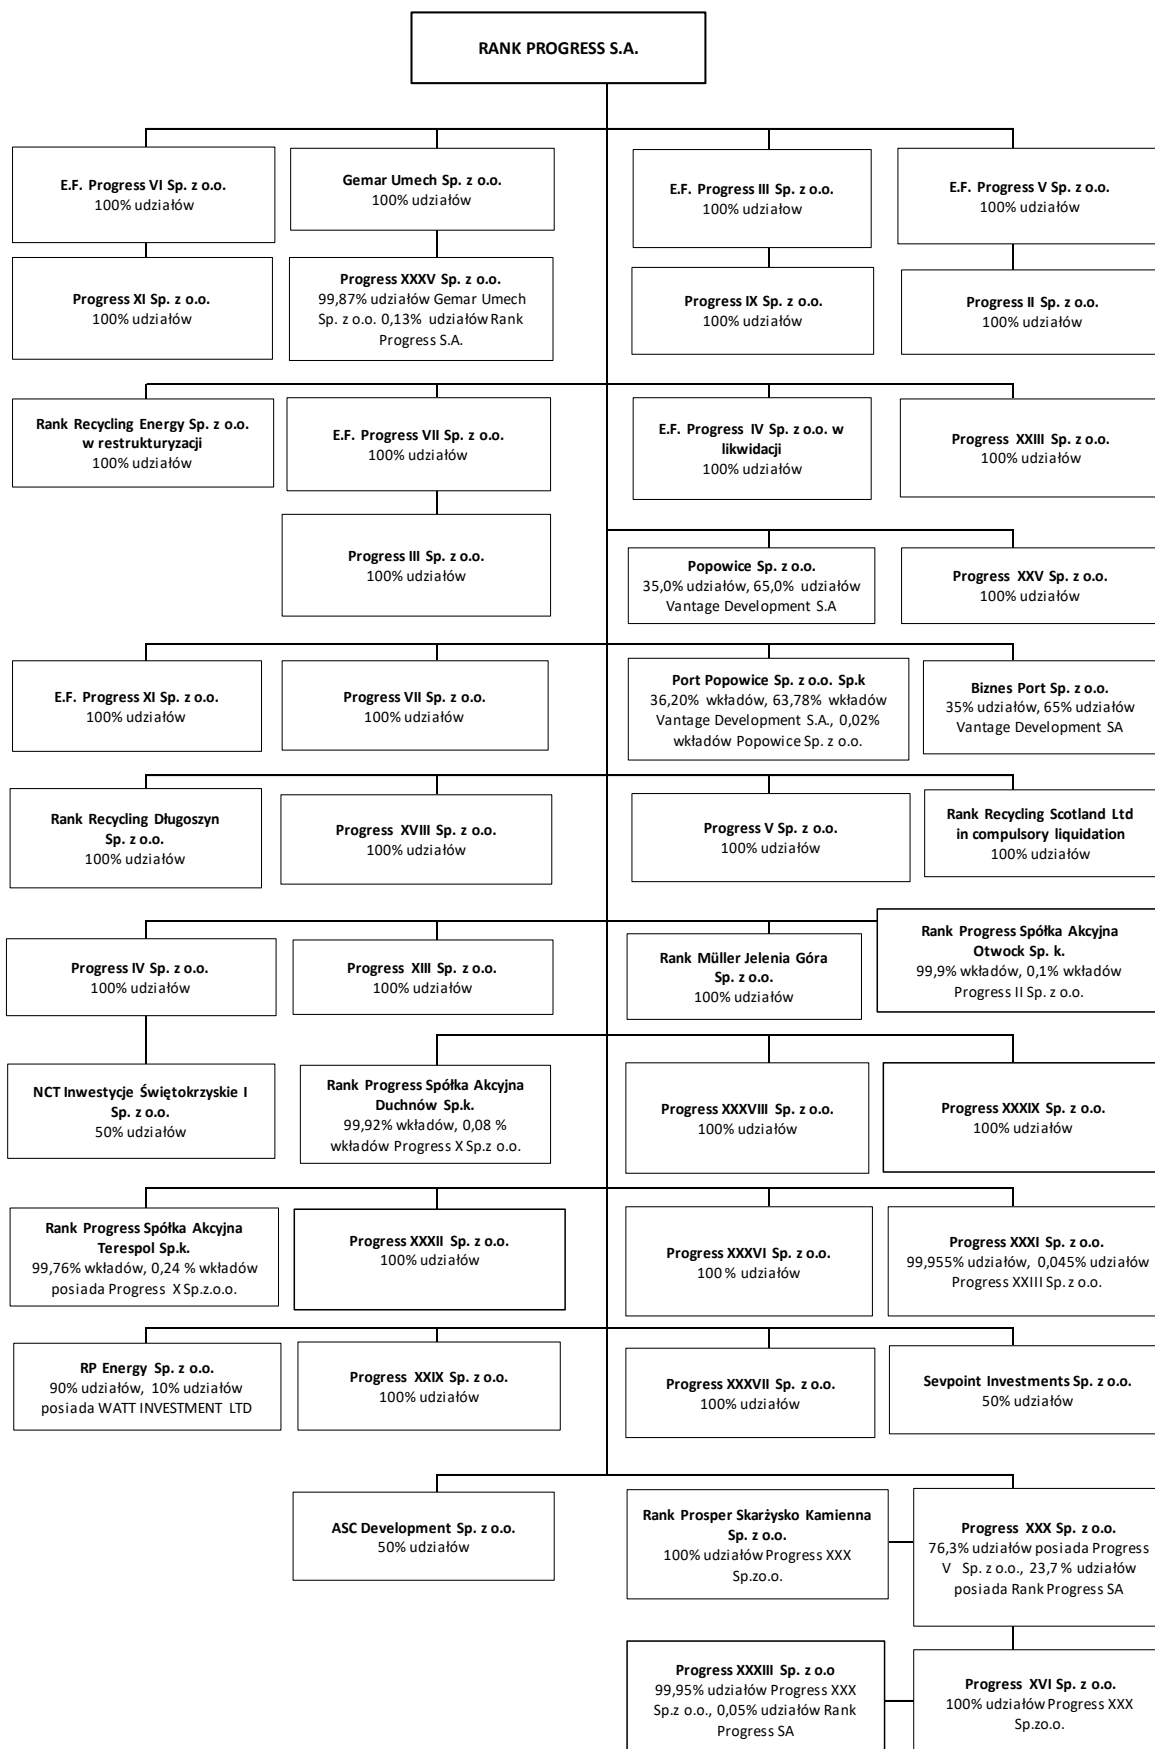 RANK PROGRESS S.A.
E.F. Progress VI Sp. z o.o.
100% udziałów
Gemar Umech Sp. z o.o.
100% udziałów
E.F. Progress III Sp. z o.o.
100% udziałów
E.F. Progress V Sp. z o.o.
100% udziałów
Progress XI Sp. z o.o.
100% udziałów
Progress XXXV Sp. z o.o.
99,87% udziałów Gemar Umech
Sp. z o.o. 0,13% udziałów Rank
Progress S.A.
Progress IX Sp. z o.o.
100% udziałów
Progress II Sp. z o.o.
100% udziałów
Rank Recycling Energy Sp. z o.o.
w restrukturyzacji
100% udziałów
E.F. Progress VII Sp. z o.o.
100% udziałów
E.F. Progress IV Sp. z o.o. w
likwidacji
100% udziałów
Progress XXIII Sp. z o.o.
100% udziałów
Progress III Sp. z o.o.
100% udziałów
Popowice Sp. z o.o.
35,0% udziałów, 65,0% udziałów
Vantage Development S.A
Progress XXV Sp. z o.o.
100% udziałów
E.F. Progress XI Sp. z o.o.
100% udziałów
Progress VII Sp. z o.o.
100% udziałów
Port Popowice Sp. z o.o. Sp.k
36,20% wkładów, 63,78% wkładów
Vantage Development S.A., 0,02%
wkładów Popowice Sp. z o.o.
Biznes Port Sp. z o.o.
35% udziałów, 65% udziałów
Vantage Development SA
Rank Recycling Długoszyn
Sp. z o.o.
100% udziałów
Progress XVIII Sp. z o.o.
100% udziałów
Progress V Sp. z o.o.
100% udziałów
Rank Recycling Scotland Ltd
in compulsory liquidation
100% udziałów
Progress IV Sp. z o.o.
100% udziałów
Progress XIII Sp. z o.o.
100% udziałów
Rank Müller Jelenia Góra
Sp. z o.o.
100% udziałów
Rank Progress Spółka Akcyjna
Otwock Sp. k.
99,9% wkładów, 0,1% wkładów
Progress II Sp. z o.o.
NCT Inwestycje Świętokrzyskie I
Sp. z o.o.
50% udziałów
Rank Progress Spółka Akcyjna
Duchnów Sp.k.
99,92% wkładów, 0,08 %
wkładów Progress X Sp.z o.o.
Progress XXXVIII Sp. z o.o.
100% udziałów
Progress XXXIX Sp. z o.o.
100% udziałów
Rank Progress Spółka Akcyjna
Terespol Sp.k.
99,76% wkładów, 0,24 % wkładów
posiada Progress X Sp.z.o.o.
Progress XXXII Sp. z o.o.
100% udziałów
Progress XXXVI Sp. z o.o.
100 % udziałów
Progress XXXI Sp. z o.o.
99,955% udziałów, 0,045% udziałów
Progress XXIII Sp. z o.o.
RP Energy Sp. z o.o.
90% udziałów, 10% udziałów
posiada WATT INVESTMENT LTD
Progress XXIX Sp. z o.o.
100% udziałów
Progress XXXVII Sp. z o.o.
100% udziałów
Sevpoint Investments Sp. z o.o.
50% udziałów
ASC Development Sp. z o.o.
50% udziałów
Rank Prosper Skarżysko Kamienna
Sp. z o.o.
100% udziałów Progress XXX
Sp.zo.o.
Progress XXX Sp. z o.o.
76,3% udziałów posiada Progress
V Sp. z o.o., 23,7 % udziałów
posiada Rank Progress SA
Progress XXXIII Sp. z o.o
99,95% udziałów Progress XXX
Sp.z o.o., 0,05% udziałów Rank
Progress SA
Progress XVI Sp. z o.o.
100% udziałów Progress XXX
Sp.zo.o.